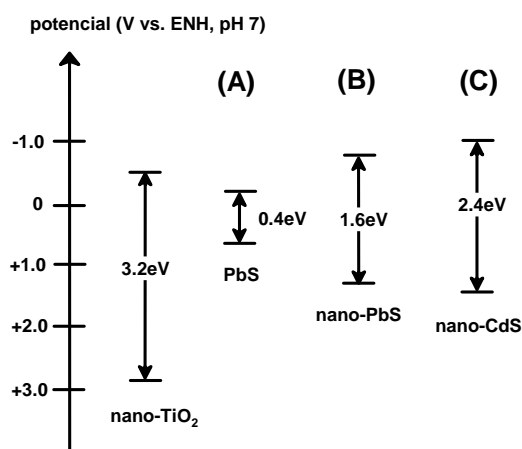 potencial (V vs. ENH, pH 7)
(A) (B) (C)
-1.0
0
+1.0
+2.0
+3.0
3.2eV
0.4eV
1.6eV
2.4eV
nano-TiO₂
PbS
nano-PbS
nano-CdS